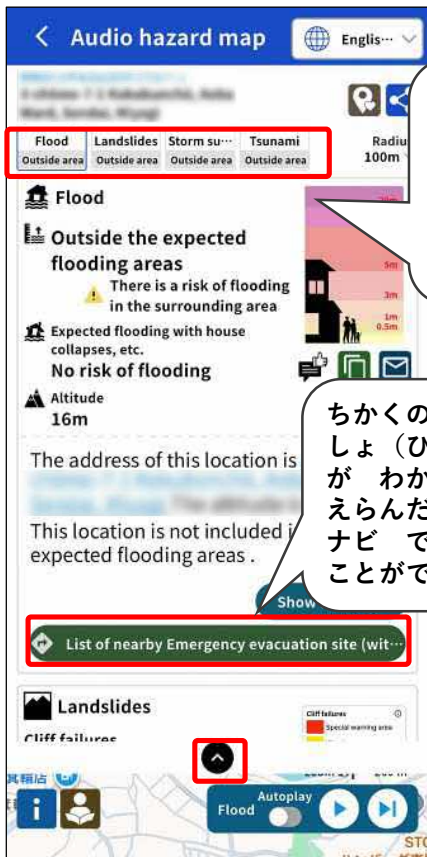 Audio hazard map
Englis…
Flood Landslides Storm su… Tsunami
Outside area Outside area Outside area Outside area
Radiu
100m
Flood
Outside the expected
flooding areas
There is a risk of flooding
in the surrounding area
Expected flooding with house
collapses, etc.
No risk of flooding
Altitude
16m
5m
3m
1m
0.5m
ちかくの
しょ（ひ
が わか
えらんだ
ナビ で
ことがで
The address of this location is
This location is not included i
expected flooding areas .
Show
List of nearby Emergency evacuation site (wit…
Landslides
Cliff failures
Cliff failures
Special warning area
箕輪店
Flood
Autoplay
STO